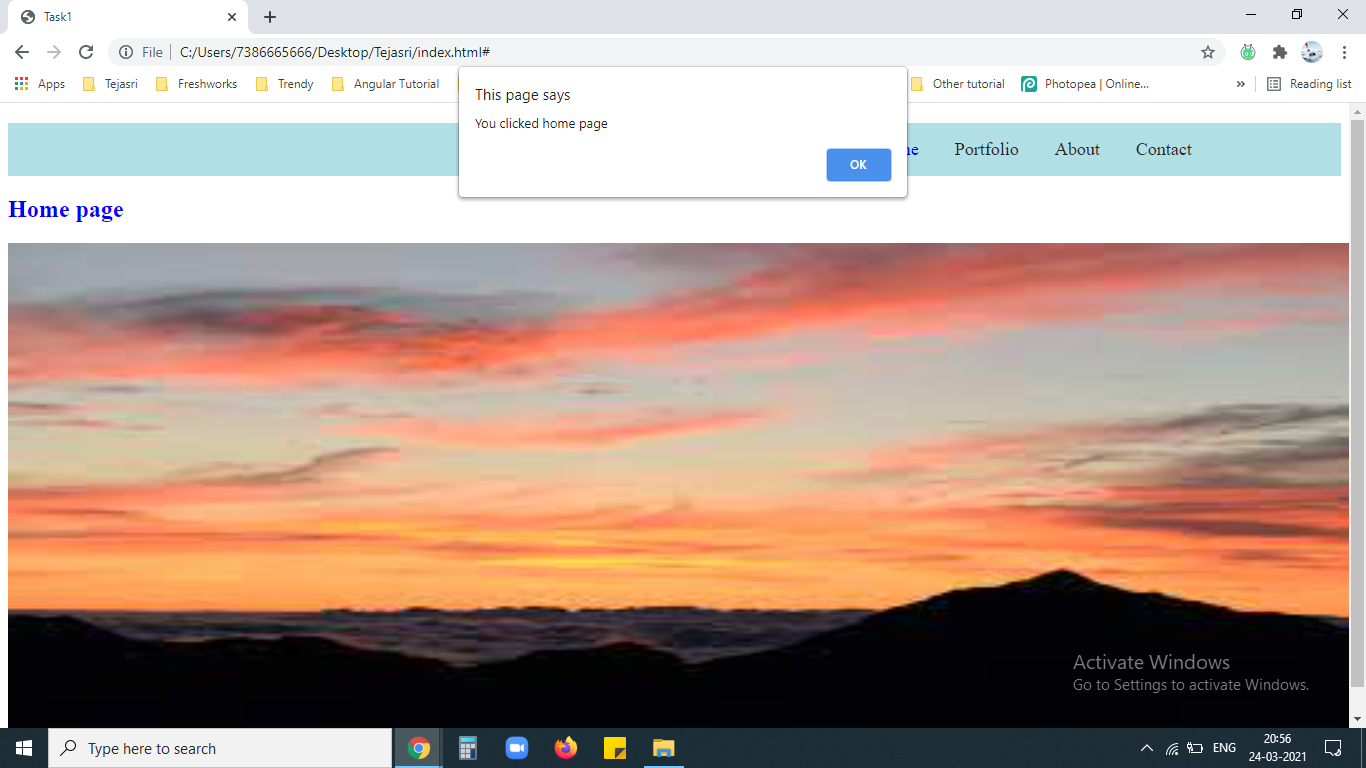 Task1
File
C:/Users/7386665666/Desktop/Tejasri/index.html#
Apps Tejasri Freshworks Trendy Angular Tutorial Other tutorial Photopea | Online... » Reading list
This page says
You clicked home page
OK
Portfolio About Contact
Home page
Activate Windows
Go to Settings to activate Windows.
Type here to search
ENG
20:56
24-03-2021